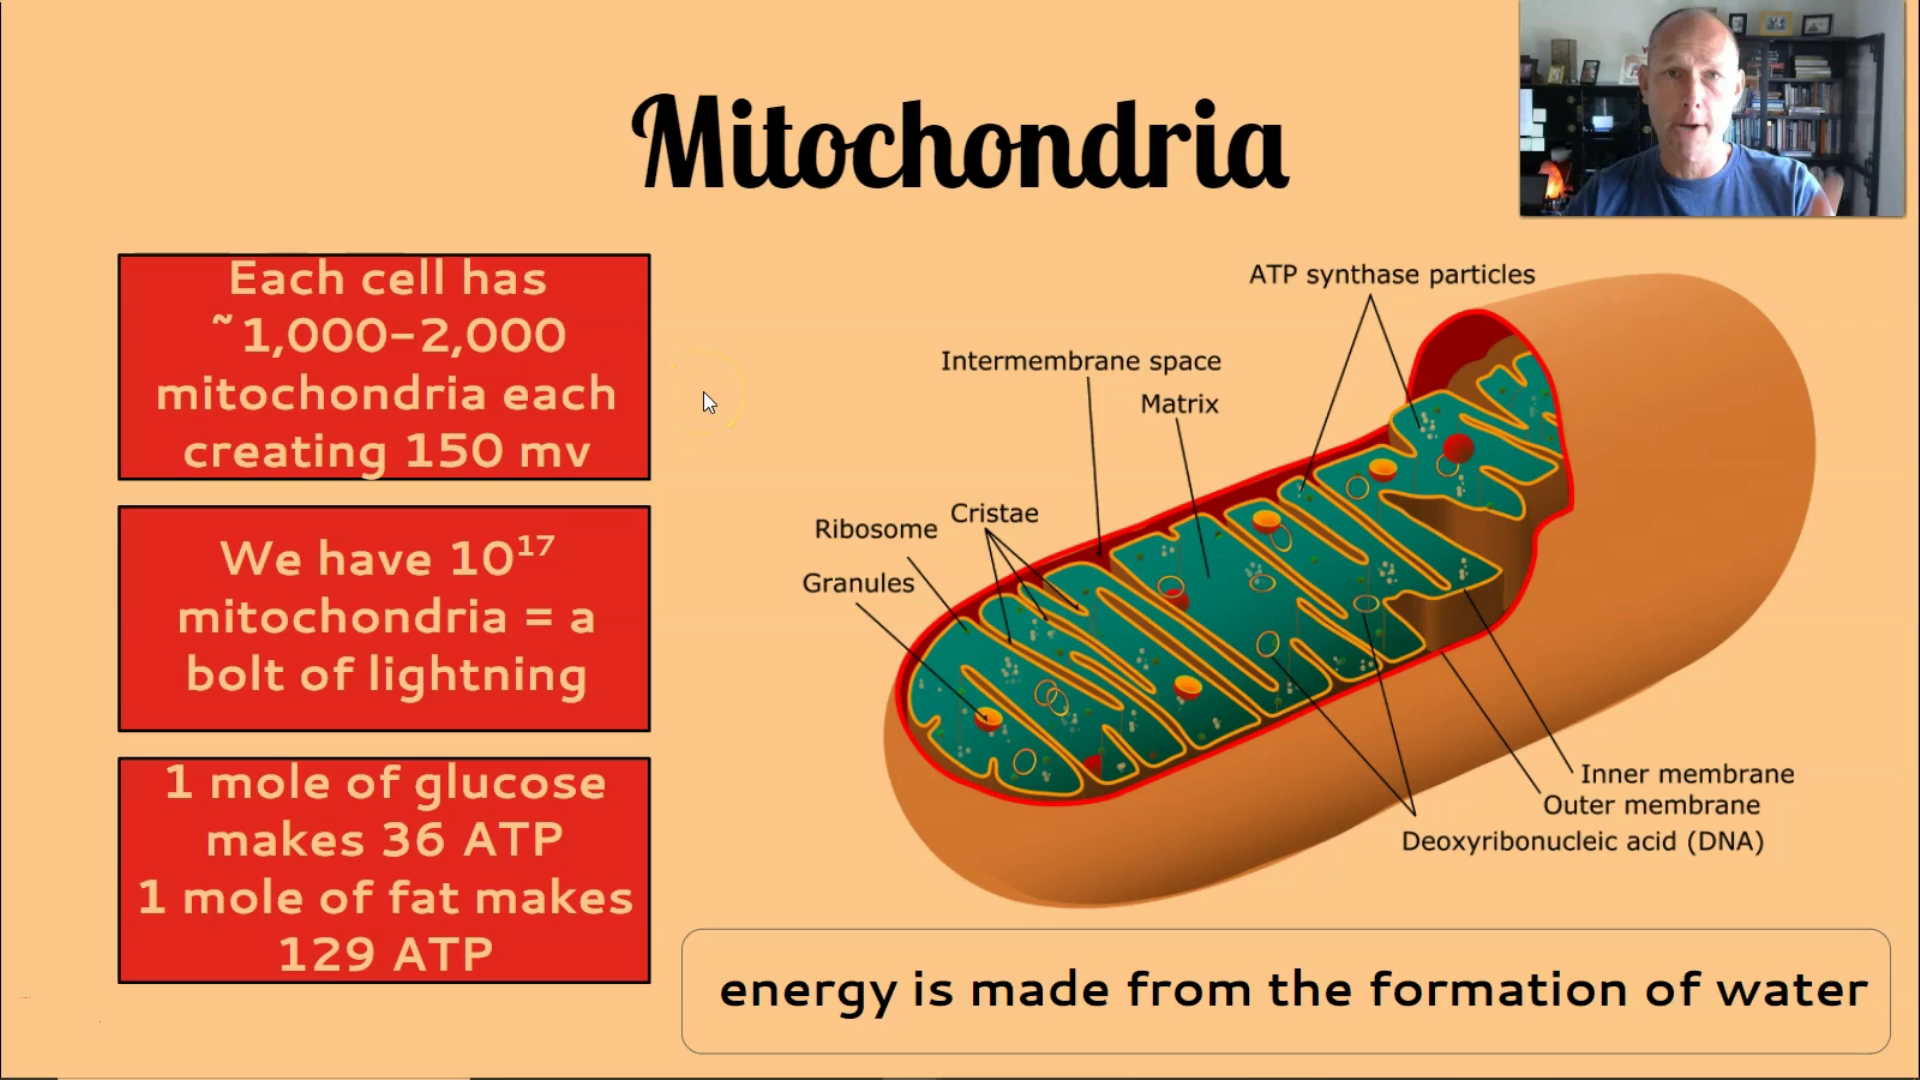 Mitochondria
Each cell has
~1,000-2,000
mitochondria each
creating 150 mv
We have 10¹⁷
mitochondria = a
bolt of lightning
1 mole of glucose
makes 36 ATP
1 mole of fat makes
129 ATP
ATP synthase particles
Intermembrane space
Matrix
Cristae
Ribosome
Granules
Inner membrane
Outer membrane
Deoxyribonucleic acid (DNA)
energy is made from the formation of water